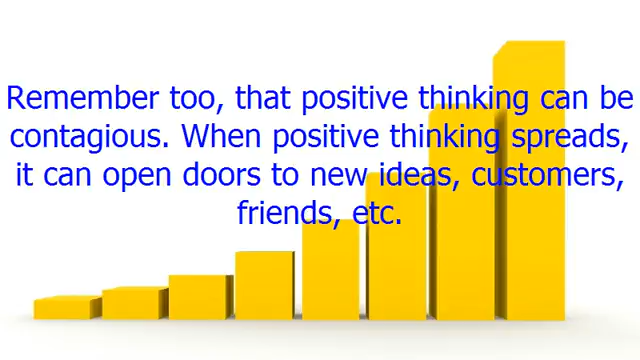 Remember too, that positive thinking can be
contagious. When positive thinking spreads,
it can open doors to new ideas, customers,
friends, etc.